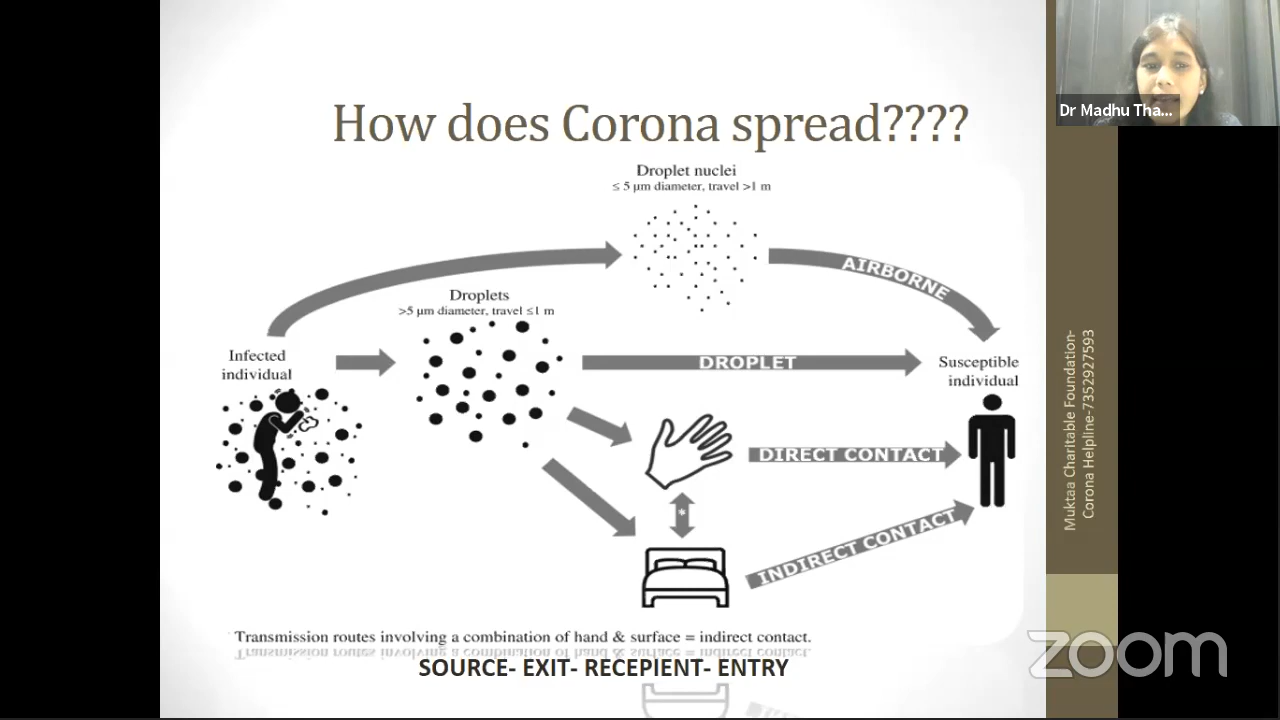 How does Corona spread????
Dr Madhu Tha...
Droplet nuclei
≤ 5 µm diameter, travel >1 m
AIRBORNE
Droplets
>5 µm diameter, travel ≤1 m
Infected
individual
DROPLET
Susceptible
individual
DIRECT CONTACT
*
INDIRECT CONTACT
Transmission routes involving a combination of hand & surface = indirect contact.
SOURCE- EXIT- RECEPIENT- ENTRY
Muktaa Charitable Foundation-
Corona Helpline-7352927593
zoom